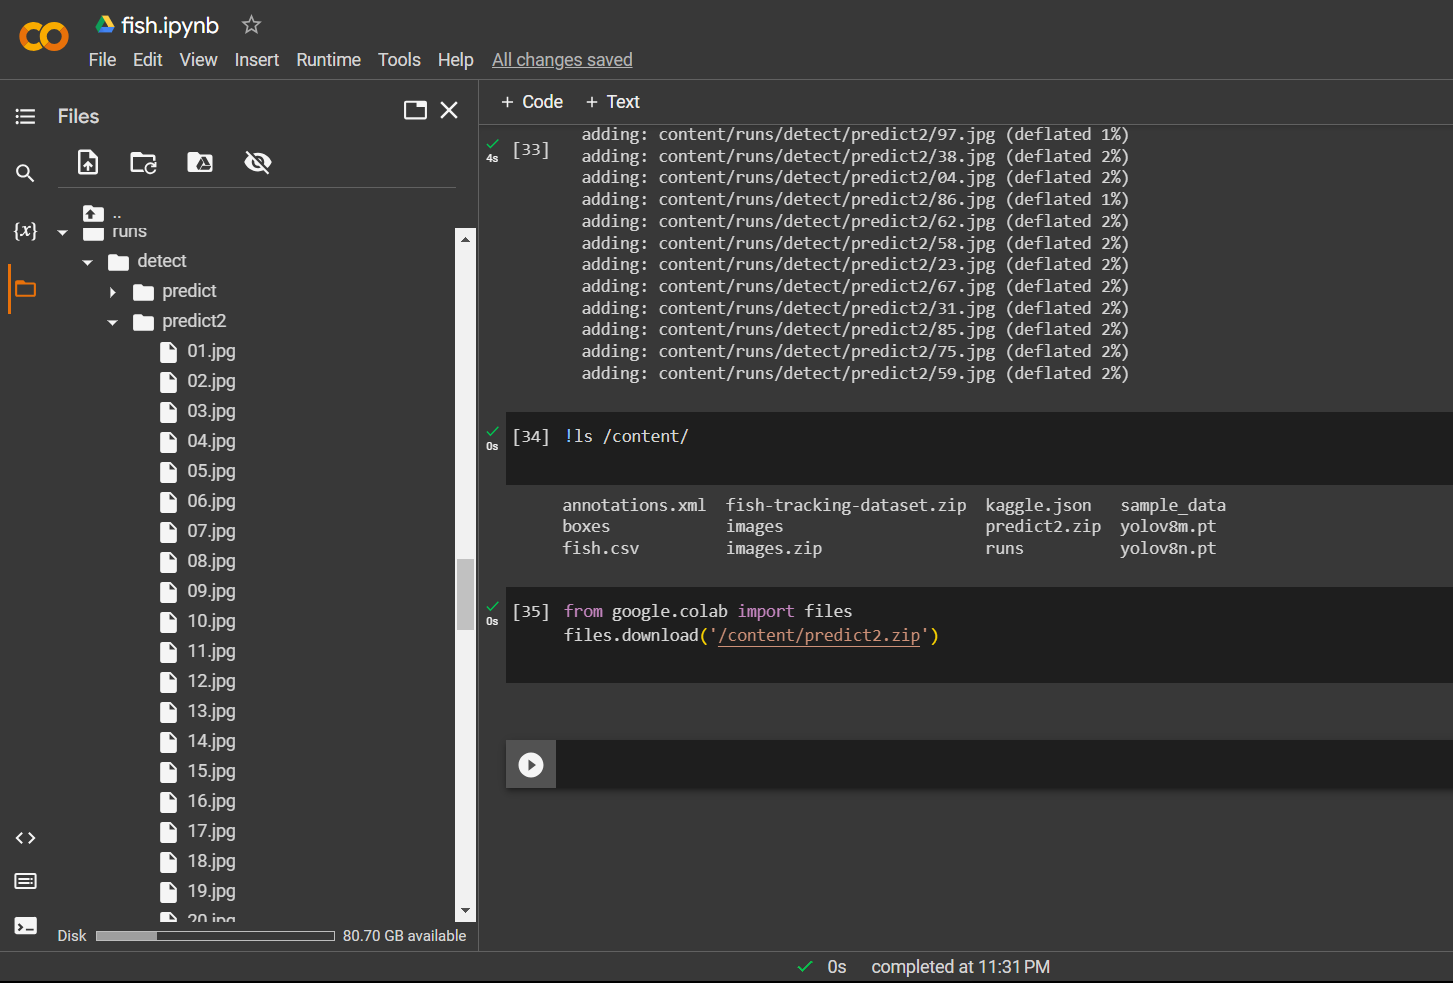 fish.ipynb
File Edit View Insert Runtime Tools Help All changes saved
Files
{x}
..
runs
detect
predict
predict2
01.jpg
02.jpg
03.jpg
04.jpg
05.jpg
06.jpg
07.jpg
08.jpg
09.jpg
10.jpg
11.jpg
12.jpg
13.jpg
14.jpg
15.jpg
16.jpg
17.jpg
18.jpg
19.jpg
20.jpg
Disk 80.70 GB available
+ Code + Text
4s [33]
adding: content/runs/detect/predict2/97.jpg (deflated 1%)
adding: content/runs/detect/predict2/38.jpg (deflated 2%)
adding: content/runs/detect/predict2/04.jpg (deflated 2%)
adding: content/runs/detect/predict2/86.jpg (deflated 1%)
adding: content/runs/detect/predict2/62.jpg (deflated 2%)
adding: content/runs/detect/predict2/58.jpg (deflated 2%)
adding: content/runs/detect/predict2/23.jpg (deflated 2%)
adding: content/runs/detect/predict2/67.jpg (deflated 2%)
adding: content/runs/detect/predict2/31.jpg (deflated 2%)
adding: content/runs/detect/predict2/85.jpg (deflated 2%)
adding: content/runs/detect/predict2/75.jpg (deflated 2%)
adding: content/runs/detect/predict2/59.jpg (deflated 2%)
0s [34] !ls /content/
annotations.xml fish-tracking-dataset.zip kaggle.json sample_data
boxes images predict2.zip yolov8m.pt
fish.csv images.zip runs yolov8n.pt
0s [35] from google.colab import files
files.download('/content/predict2.zip')
0s completed at 11:31 PM